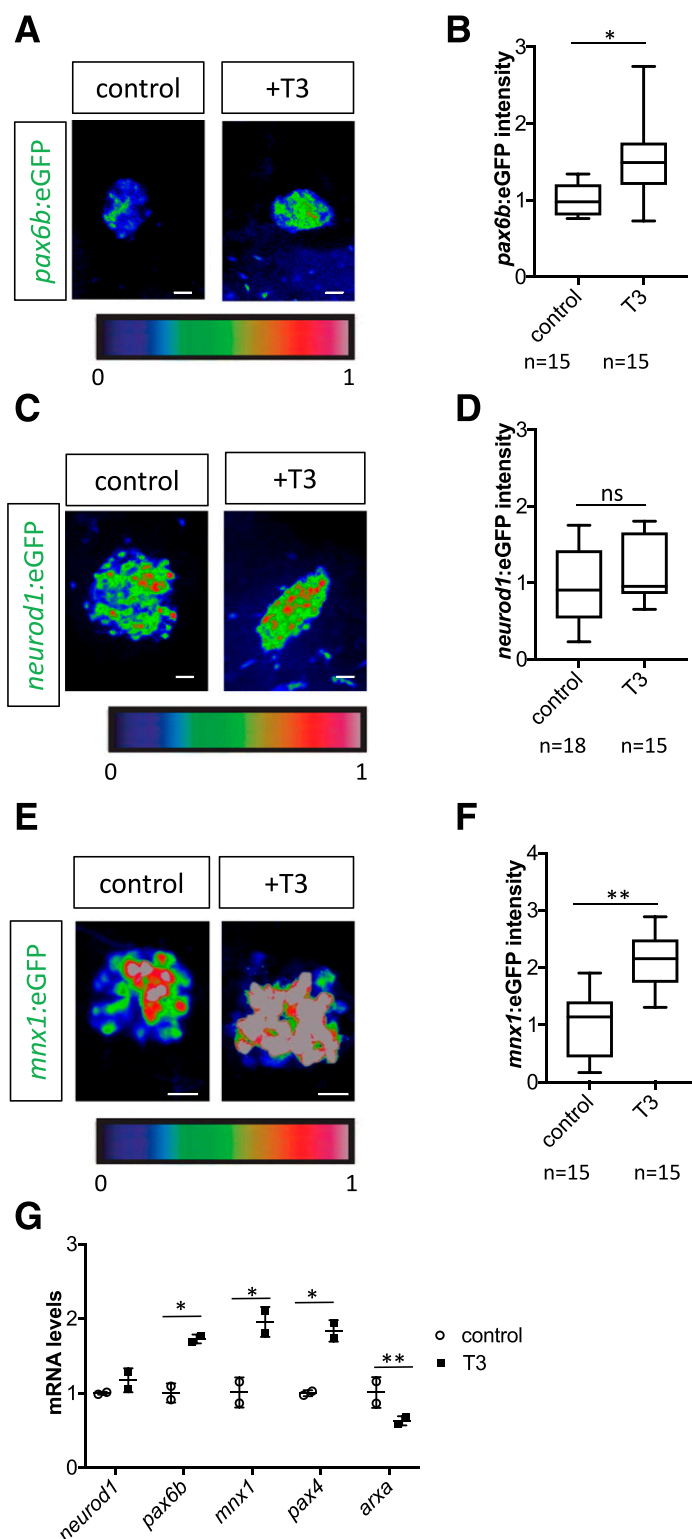 A
control
+T3
pax6b:eGFP
0
1
B
pax6b:eGFP intensity
3
2
1
0
*
control
T3
n=15
n=15
C
control
+T3
neurod1:eGFP
0
1
D
neurod1:eGFP intensity
3
2
1
0
ns
control
T3
n=18
n=15
E
control
+T3
mnx1:eGFP
0
1
F
mnx1:eGFP intensity
4
3
2
1
0
**
control
T3
n=15
n=15
G
mRNA levels
3
2
1
0
*
*
*
**
control
T3
neurod1
pax6b
mnx1
pax4
arxa